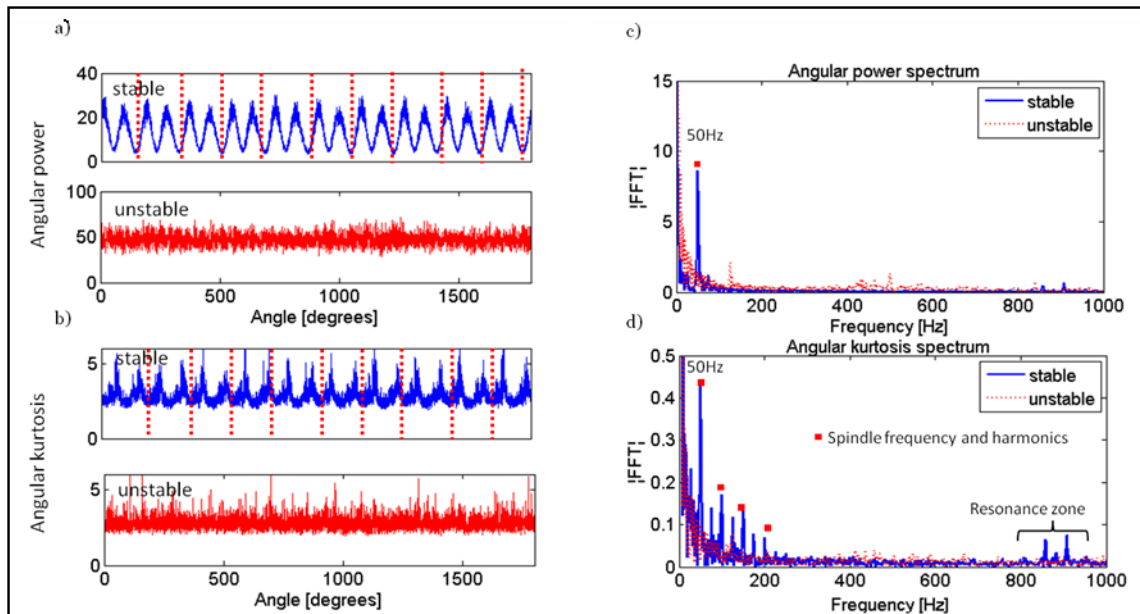 a)
Angular power
40
20
0
stable
100
50
0
unstable
0
500
1000
1500
Angle [degrees]
b)
Angular kurtosis
5
0
stable
5
0
unstable
0
500
1000
1500
Angle [degrees]
c)
Angular power spectrum
15
10
5
0
¦FFT¦
50Hz
stable
unstable
0
200
400
600
800
1000
Frequency [Hz]
d)
Angular kurtosis spectrum
0.5
0.4
0.3
0.2
0.1
0
¦FFT¦
50Hz
stable
unstable
Spindle frequency and harmonics
Resonance zone
0
200
400
600
800
1000
Frequency [Hz]